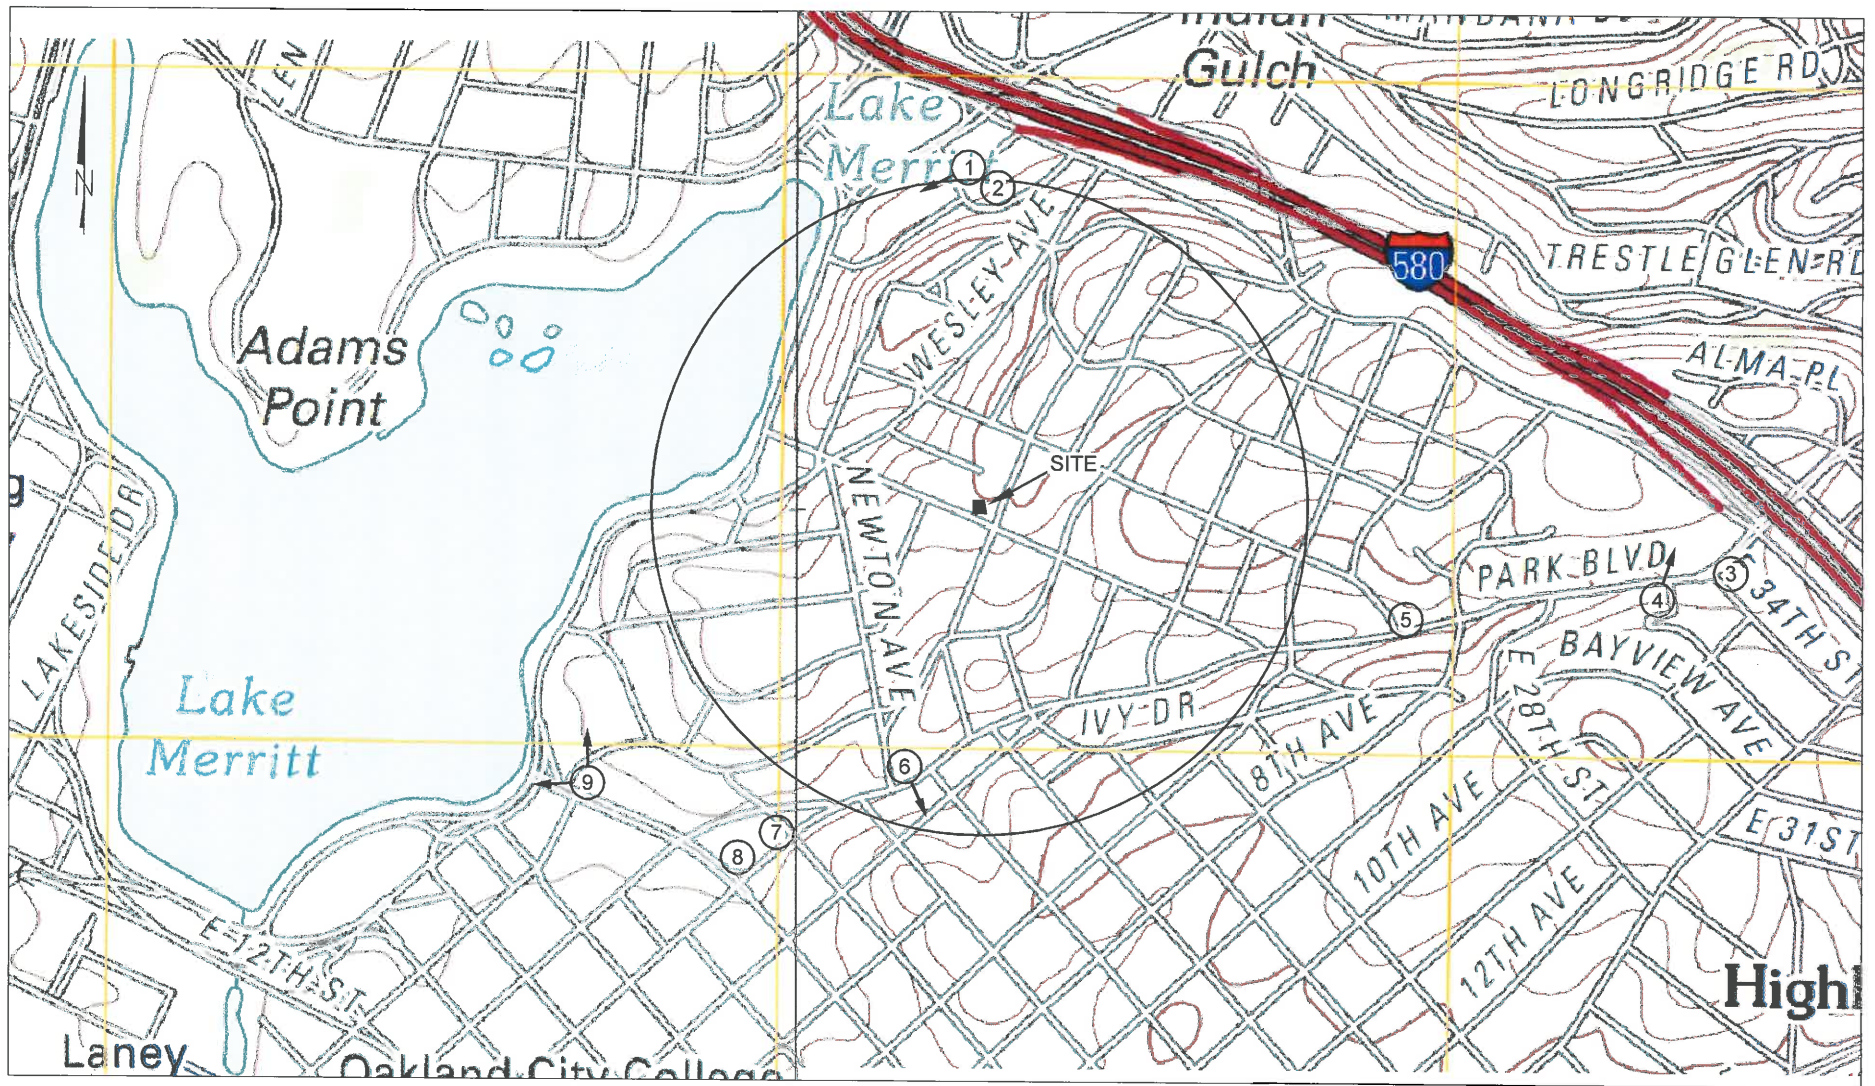 Gulch
LONGRIDGE RD
Lake
Merritt
1
2
N
WESLEY AVE
580
TRESTLE GLEN RD
Adams
Point
ALMA PL
SITE
NEWTON AVE
LAKESIDE DR
PARK BLVD
3
4
5
E 34TH S
BAYVIEW AVE
E 28TH ST
Lake
Merritt
IVY DR
8TH AVE
6
9
7
8
10TH AVE
E 31ST
12TH AVE
E 12TH ST
High
Laney
Oakland City College